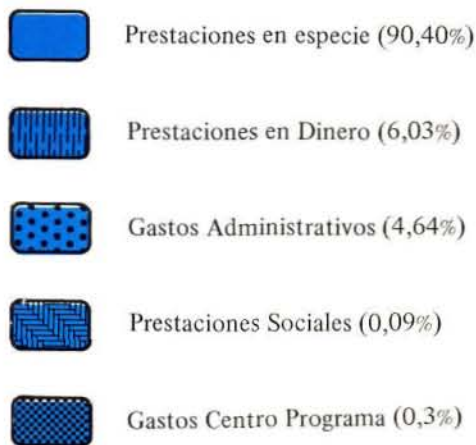 Prestaciones en especie (90,40%)
Prestaciones en Dinero (6,03%)
Gastos Administrativos (4,64%)
Prestaciones Sociales (0,09%)
Gastos Centro Programa (0,3%)